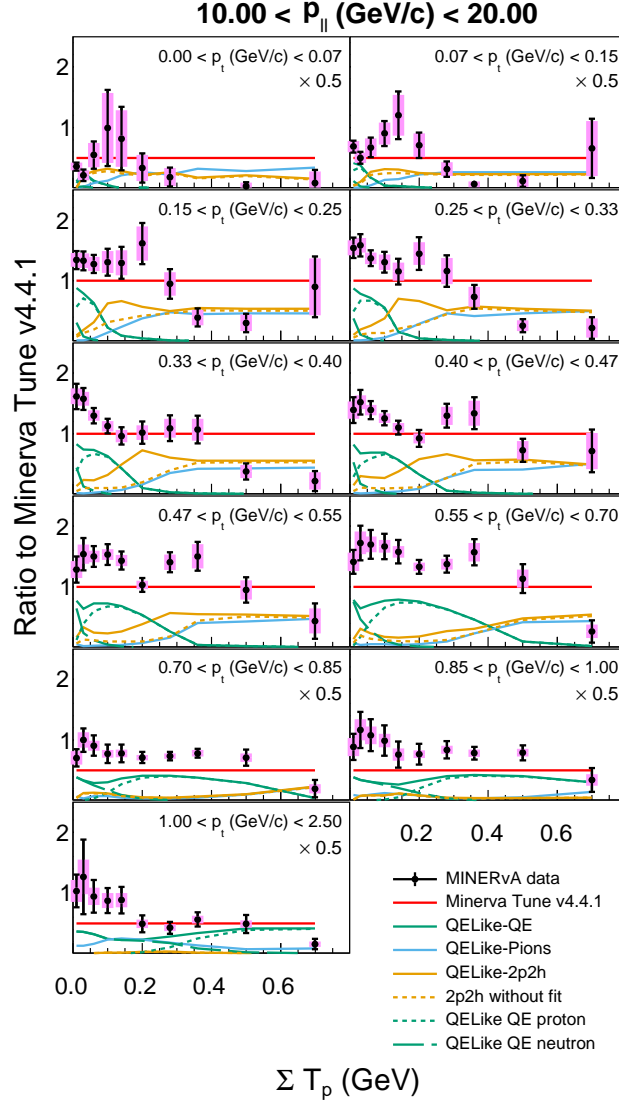 10.00 < p|| (GeV/c) < 20.00
Ratio to Minerva Tune v4.4.1
0.00 < pt (GeV/c) < 0.07
× 0.5
0.07 < pt (GeV/c) < 0.15
× 0.5
2
1
0.15 < pt (GeV/c) < 0.25
0.25 < pt (GeV/c) < 0.33
2
1
0.33 < pt (GeV/c) < 0.40
0.40 < pt (GeV/c) < 0.47
2
1
0.47 < pt (GeV/c) < 0.55
0.55 < pt (GeV/c) < 0.70
2
1
0.70 < pt (GeV/c) < 0.85
× 0.5
0.85 < pt (GeV/c) < 1.00
× 0.5
2
1
1.00 < pt (GeV/c) < 2.50
× 0.5
2
1
0.2 0.4 0.6
0.0 0.2 0.4 0.6
MINERvA data
Minerva Tune v4.4.1
QELike-QE
QELike-Pions
QELike-2p2h
2p2h without fit
QELike QE proton
QELike QE neutron
Σ Tp (GeV)